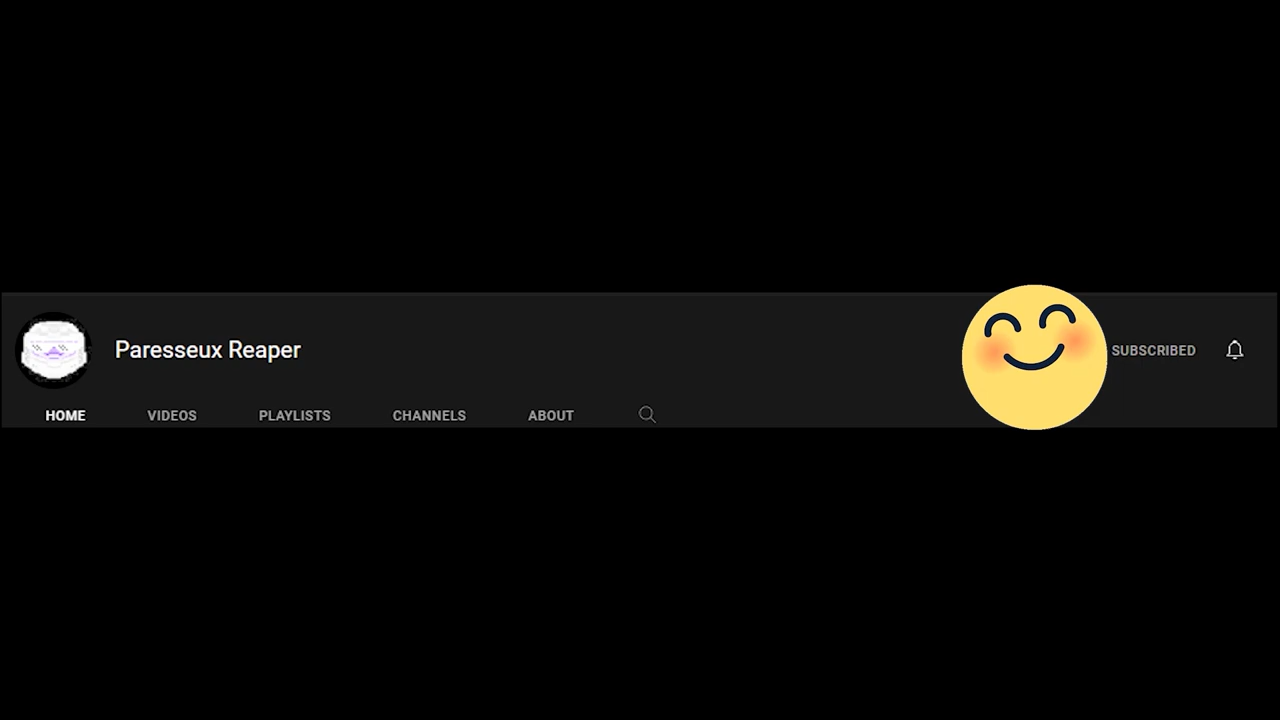 Paresseux Reaper
SUBSCRIBED
HOME VIDEOS PLAYLISTS CHANNELS ABOUT